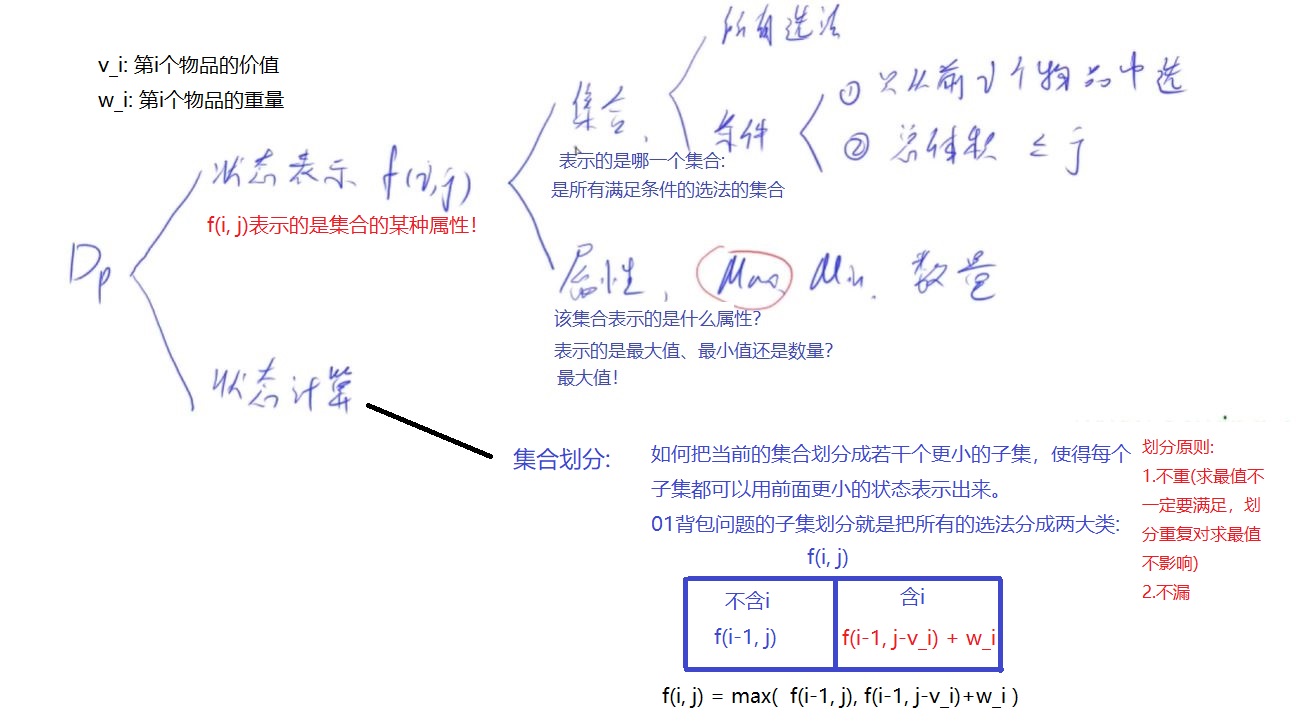 v_i: 第i个物品的价值
w_i: 第i个物品的重量
Dp
状态表示 f(i,j)
f(i, j)表示的是集合的某种属性!
集合,
所有选法
条件
① 只从前i个物品中选
② 总体积 ≤ j
表示的是哪一个集合:
是所有满足条件的选法的集合
属性, Max, Min, 数量
该集合表示的是什么属性?
表示的是最大值、最小值还是数量?
最大值!
状态计算
集合划分:
如何把当前的集合划分成若干个更小的子集，使得每个
子集都可以用前面更小的状态表示出来。
01背包问题的子集划分就是把所有的选法分成两大类:
f(i, j)
不含i
f(i-1, j)
含i
f(i-1, j-v_i) + w_i
f(i, j) = max( f(i-1, j), f(i-1, j-v_i)+w_i )
划分原则:
1.不重(求最值不
一定要满足，划
分重复对求最值
不影响)
2.不漏